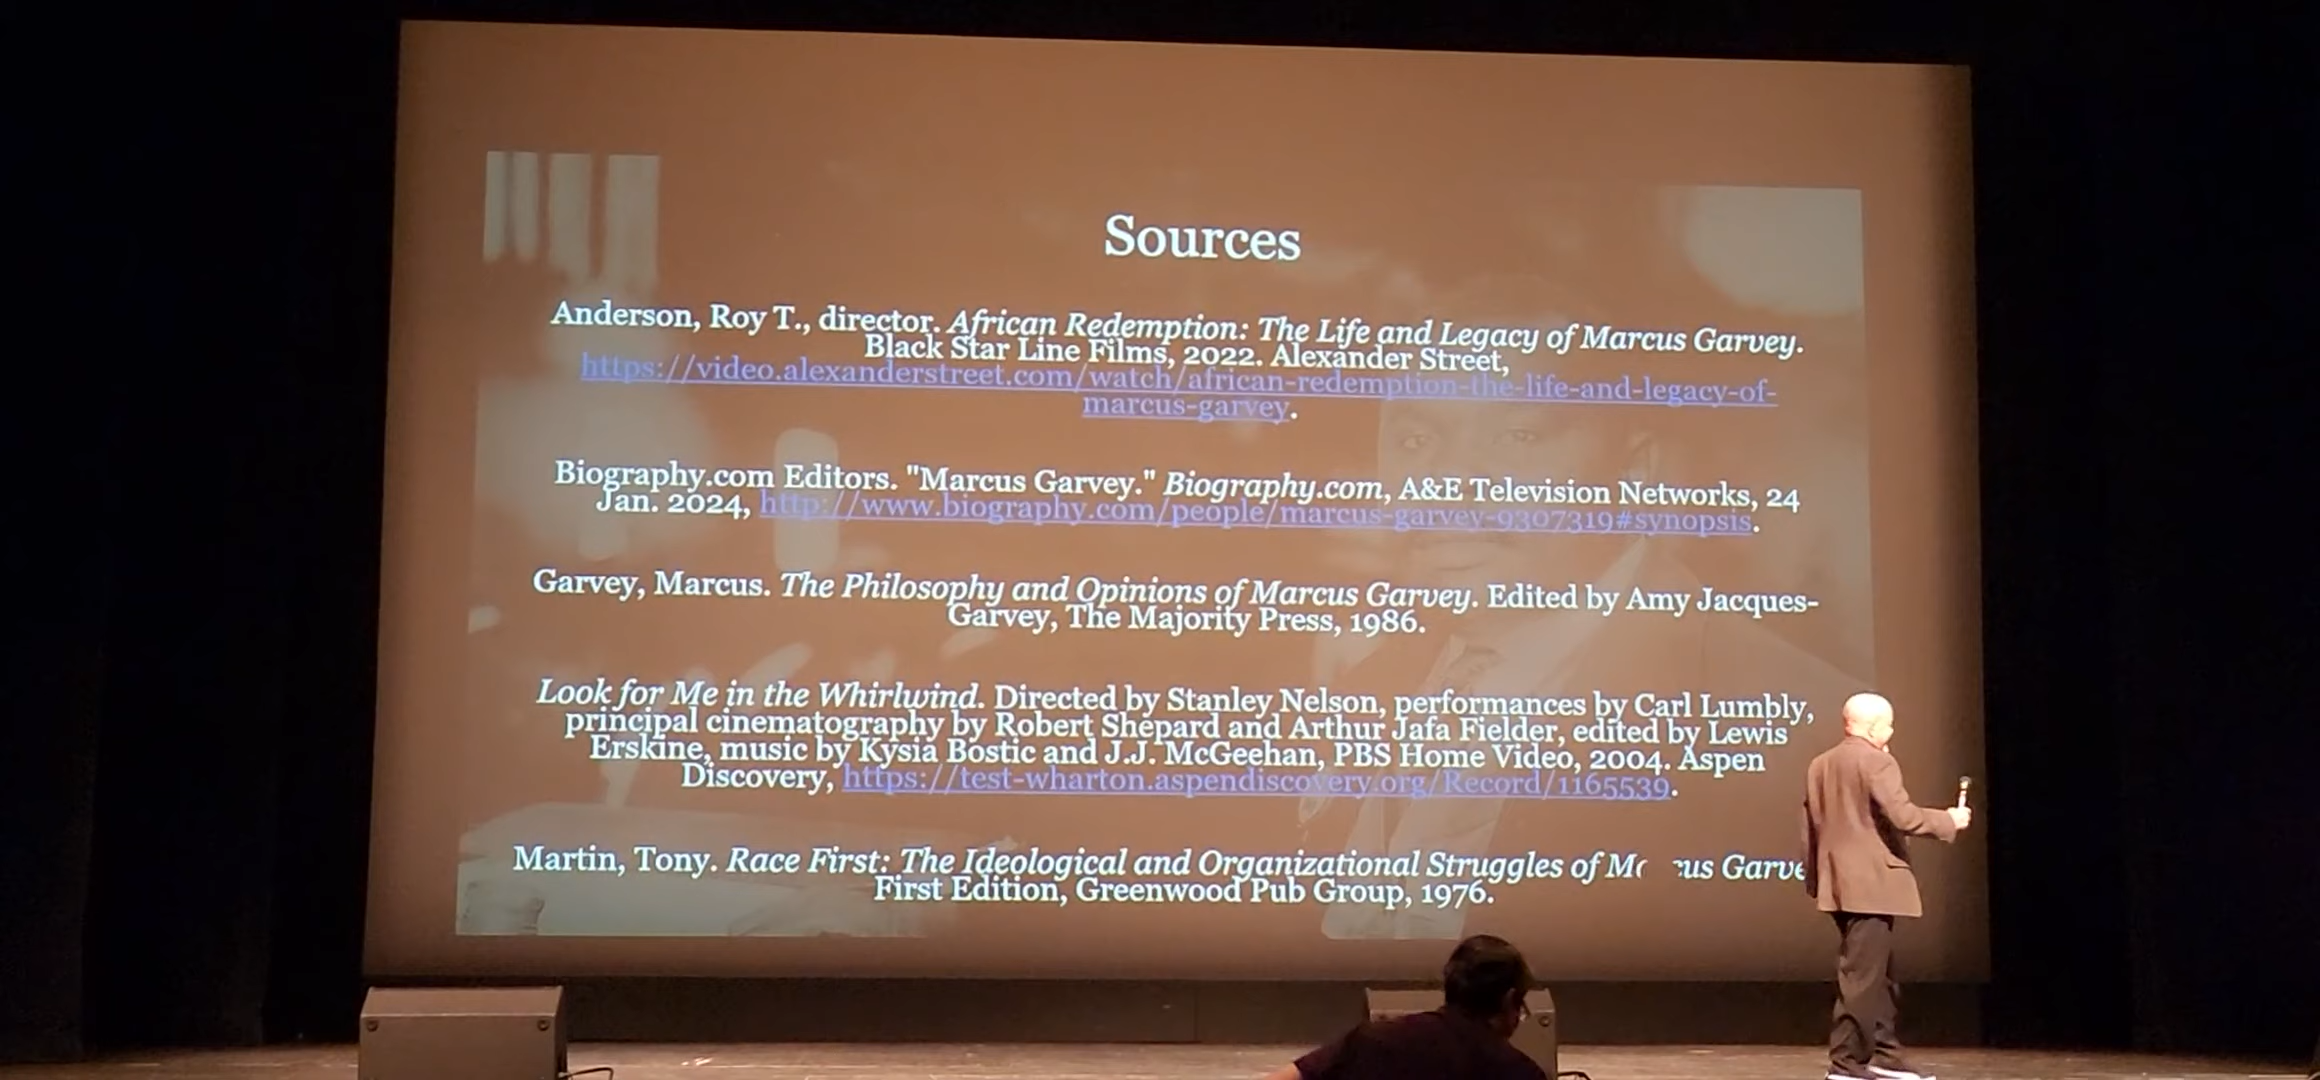 Sources
Anderson, Roy T., director. African Redemption: The Life and Legacy of Marcus Garvey.
Black Star Line Films, 2022. Alexander Street,
https://video.alexanderstreet.com/watch/african-redemption-the-life-and-legacy-of-
marcus-garvey.
Biography.com Editors. "Marcus Garvey." Biography.com, A&E Television Networks, 24
Jan. 2024, http://www.biography.com/people/marcus-garvey-9307319#synopsis.
Garvey, Marcus. The Philosophy and Opinions of Marcus Garvey. Edited by Amy Jacques-
Garvey, The Majority Press, 1986.
Look for Me in the Whirlwind. Directed by Stanley Nelson, performances by Carl Lumbly,
principal cinematography by Robert Shepard and Arthur Jafa Fielder, edited by Lewis
Erskine, music by Kysia Bostic and J.J. McGeehan, PBS Home Video, 2004. Aspen
Discovery, https://test-wharton.aspendiscovery.org/Record/1165539.
Martin, Tony. Race First: The Ideological and Organizational Struggles of
First Edition, Greenwood Pub Group, 1976.